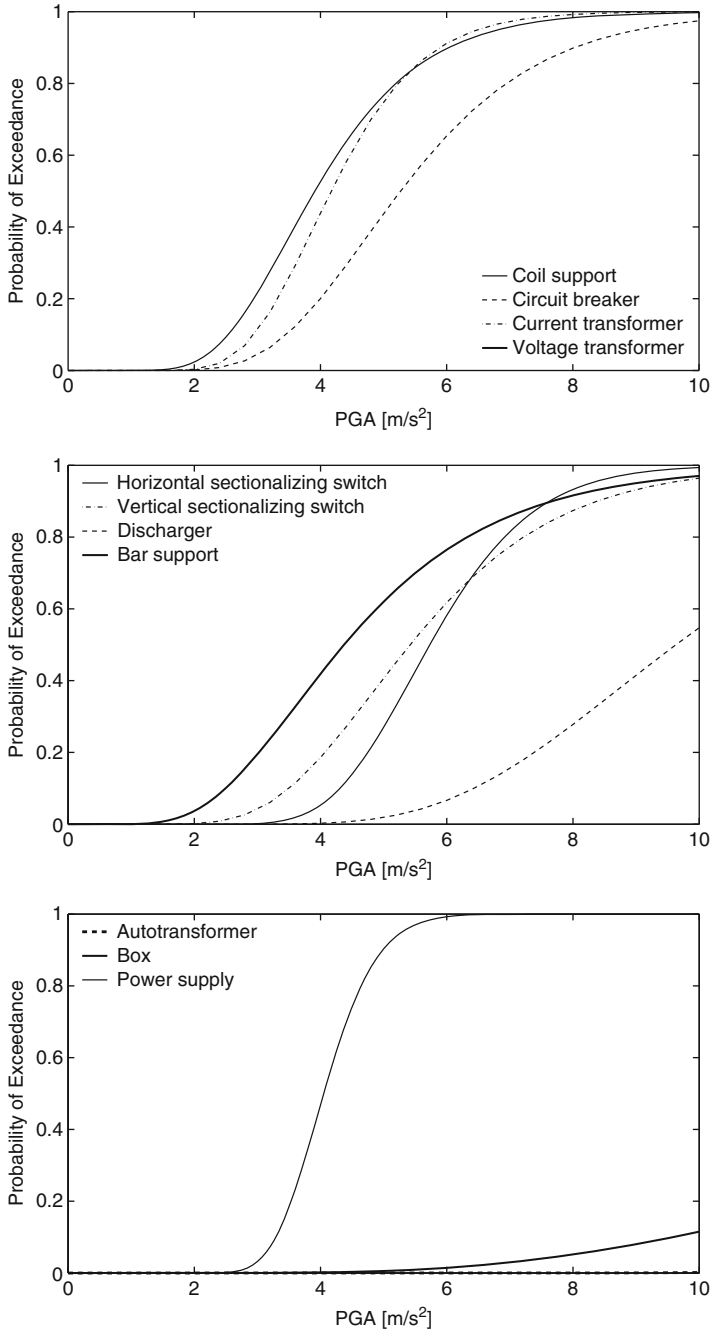 1
0.8
0.6
0.4
0.2
0
Probability of Exceedance
Coil support
Circuit breaker
Current transformer
Voltage transformer
0 2 4 6 8 10
PGA [m/s²]
1
0.8
0.6
0.4
0.2
0
Probability of Exceedance
Horizontal sectionalizing switch
Vertical sectionalizing switch
Discharger
Bar support
0 2 4 6 8 10
PGA [m/s²]
1
0.8
0.6
0.4
0.2
0
Probability of Exceedance
Autotransformer
Box
Power supply
0 2 4 6 8 10
PGA [m/s²]